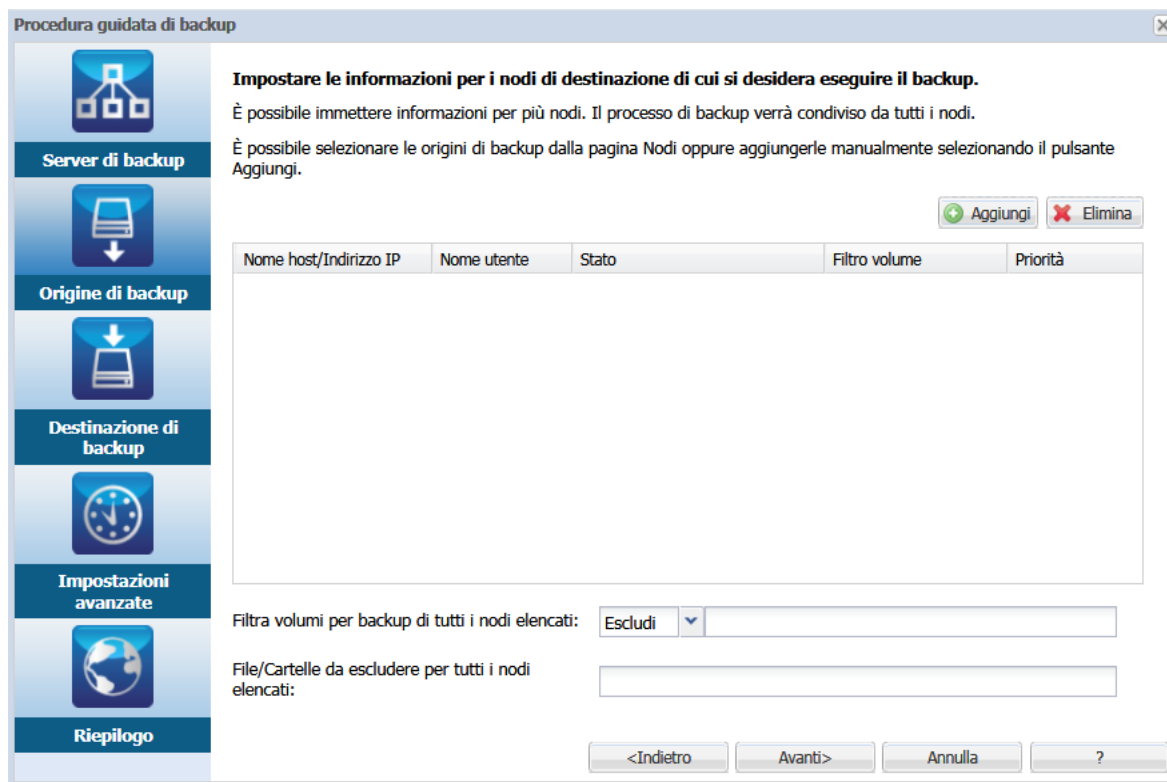 Procedura guidata di backup
Server di backup
Origine di backup
Destinazione di
backup
Impostazioni
avanzate
Riepilogo
Impostare le informazioni per i nodi di destinazione di cui si desidera eseguire il backup.
È possibile immettere informazioni per più nodi. Il processo di backup verrà condiviso da tutti i nodi.
È possibile selezionare le origini di backup dalla pagina Nodi oppure aggiungerle manualmente selezionando il pulsante
Aggiungi.
Aggiungi Elimina
Nome host/Indirizzo IP Nome utente Stato Filtro volume Priorità
Filtra volumi per backup di tutti i nodi elencati: Escludi
File/Cartelle da escludere per tutti i nodi
elencati:
<Indietro Avanti> Annulla ?